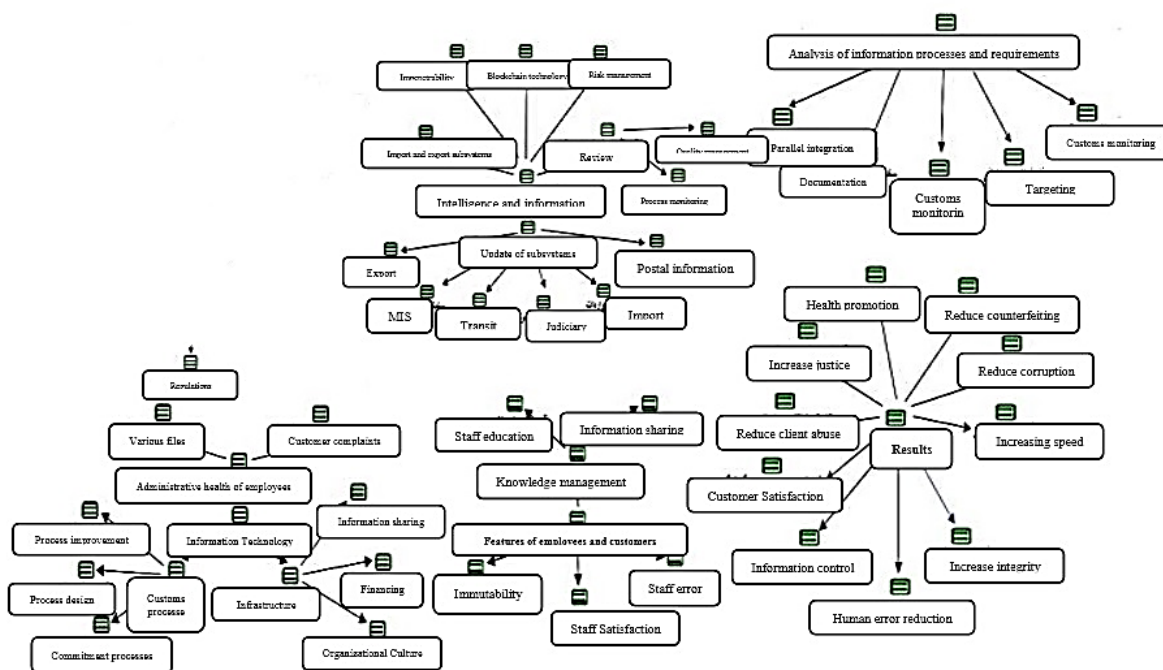 Analysis of information processes and requirements
Blockchain technology
Risk management
Import and export subsystems
Review
Quality management
Parallel integration
Customs monitoring
Documentation
Customs
monitorin
Targeting
Intelligence and information
Process monitoring
Update of subsystems
Postal information
Export
MIS
Transit
Judiciary
Import
Health promotion
Reduce counterfeiting
Increase justice
Reduce corruption
Regulations
Various files
Customer complaints
Staff education
Information sharing
Reduce client abuse
Increasing speed
Results
Administrative health of employees
Knowledge management
Customer Satisfaction
Information sharing
Process improvement
Information Technology
Features of employees and customers
Information control
Increase integrity
Process design
Customs
processe
Infrastructure
Financing
Immutability
Staff error
Human error reduction
Staff Satisfaction
Commitment processes
Organizational Culture